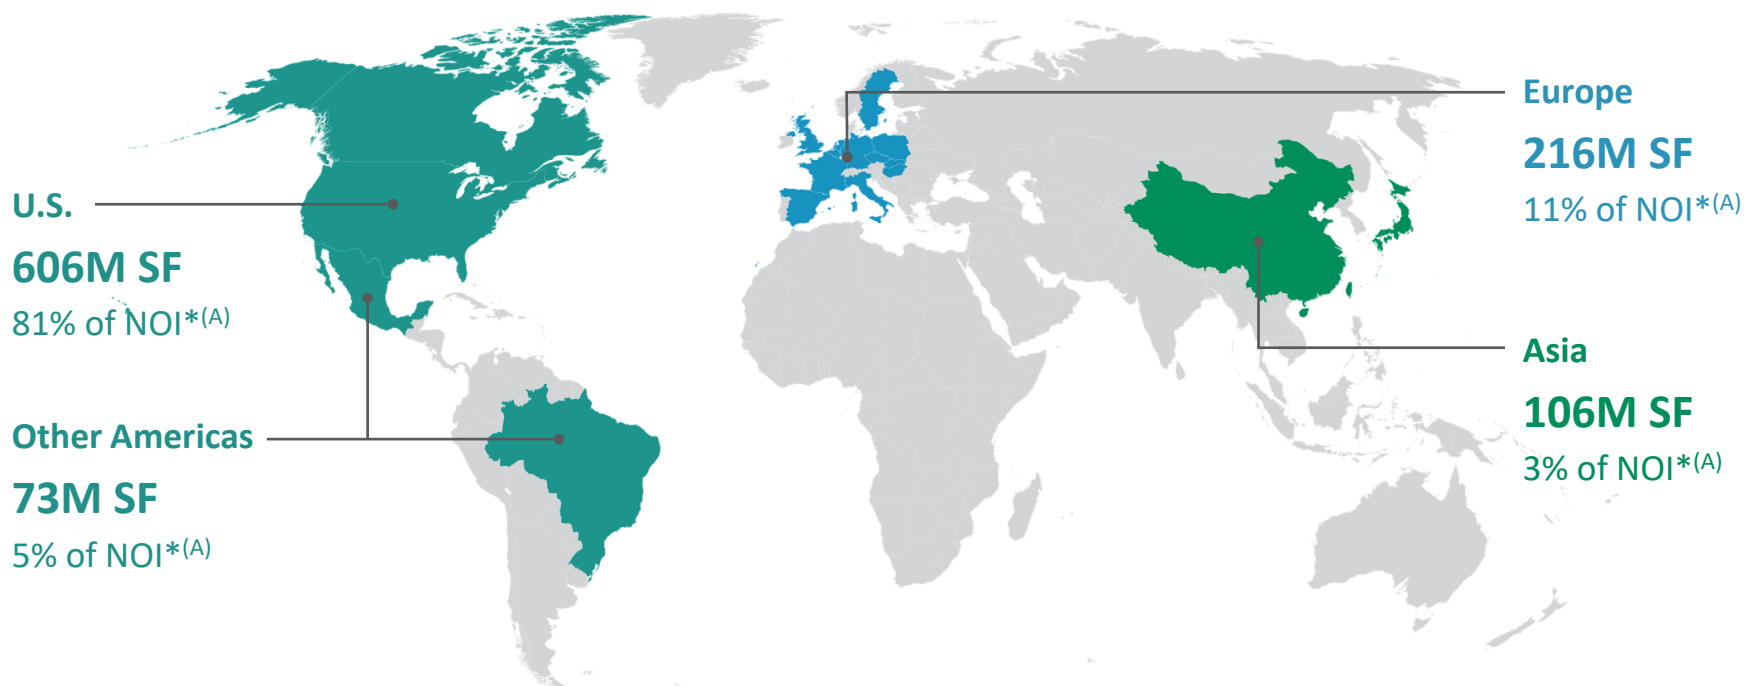 U.S.
606M SF
81% of NOI*(A)
Other Americas
73M SF
5% of NOI*(A)
Europe
216M SF
11% of NOI*(A)
Asia
106M SF
3% of NOI*(A)